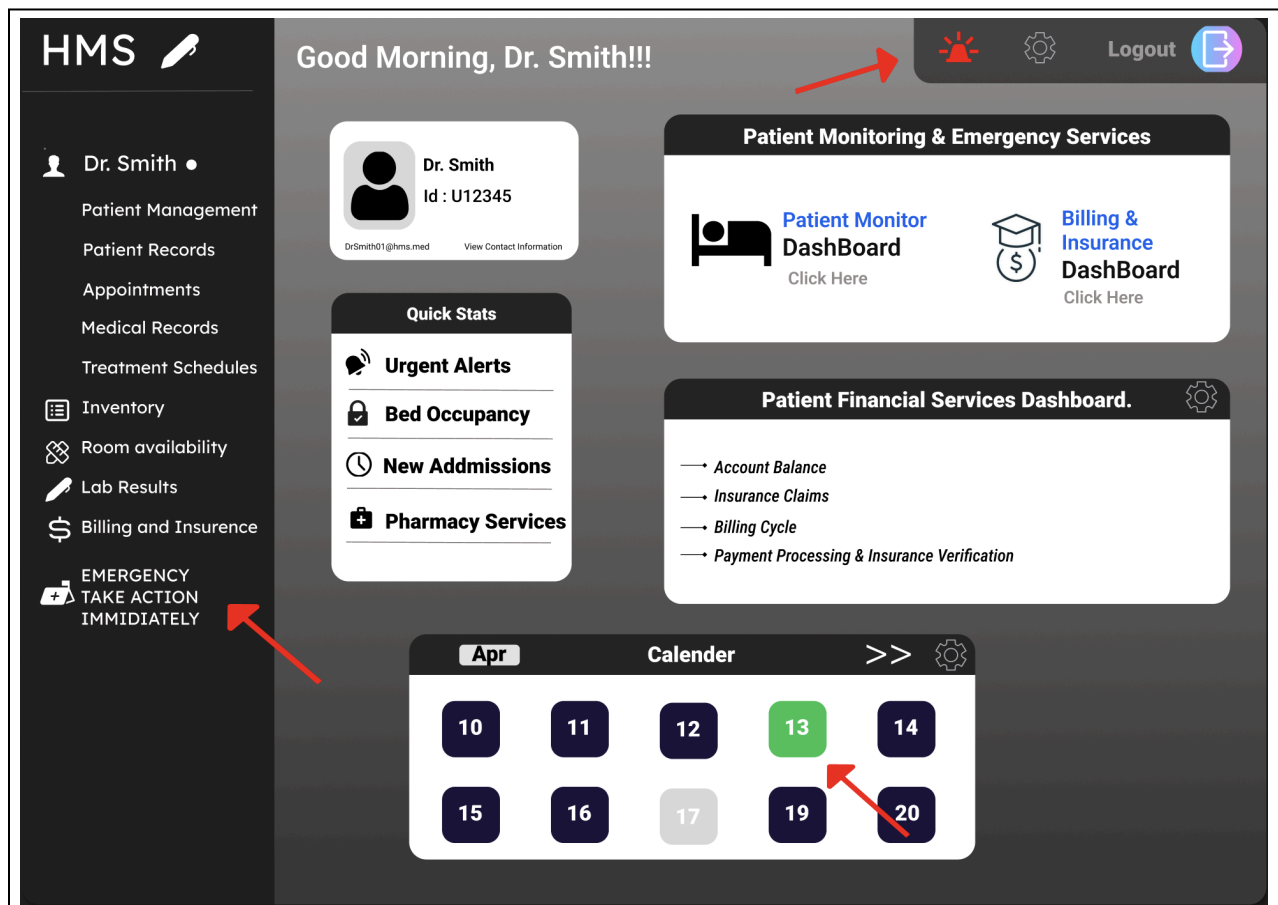 HMS
Good Morning, Dr. Smith!!!
Logout
Dr. Smith
Patient Management
Patient Records
Appointments
Medical Records
Treatment Schedules
Inventory
Room availability
Lab Results
Billing and Insurence
EMERGENCY
TAKE ACTION
IMMIDIATELY
Dr. Smith
Id : U12345
DrSmith01@hms.med View Contact Information
Quick Stats
Urgent Alerts
Bed Occupancy
New Addmissions
Pharmacy Services
Patient Monitoring & Emergency Services
Patient Monitor
DashBoard
Click Here
Billing &
Insurance
DashBoard
Click Here
Patient Financial Services Dashboard.
Account Balance
Insurance Claims
Billing Cycle
Payment Processing & Insurance Verification
Apr Calender >>
10 11 12 13 14
15 16 17 19 20